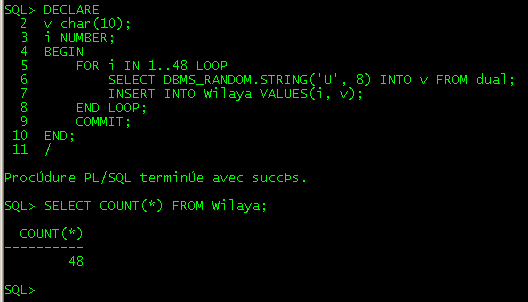 SQL> DECLARE
  2  v char(10);
  3  i NUMBER;
  4  BEGIN
  5      FOR i IN 1..48 LOOP
  6          SELECT DBMS_RANDOM.STRING('U', 8) INTO v FROM dual;
  7          INSERT INTO Wilaya VALUES(i, v);
  8      END LOOP;
  9      COMMIT;
 10  END;
 11  /
ProcÚdure PL/SQL terminÚe avec succÞs.
SQL> SELECT COUNT(*) FROM Wilaya;
  COUNT(*)
----------
        48
SQL>